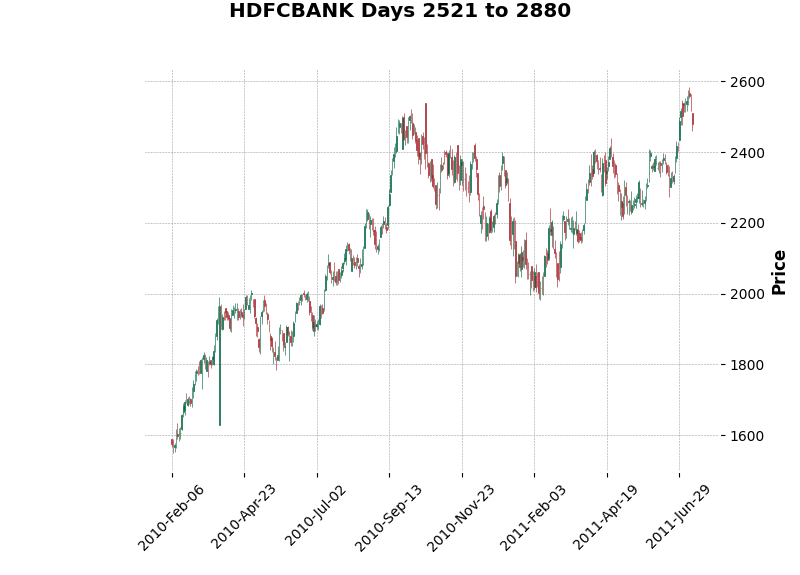 HDFCBANK Days 2521 to 2880
2600
2400
2200
2000
1800
1600
Price
2010-Feb-06
2010-Apr-23
2010-Jul-02
2010-Sep-13
2010-Nov-23
2011-Feb-03
2011-Apr-19
2011-Jun-29